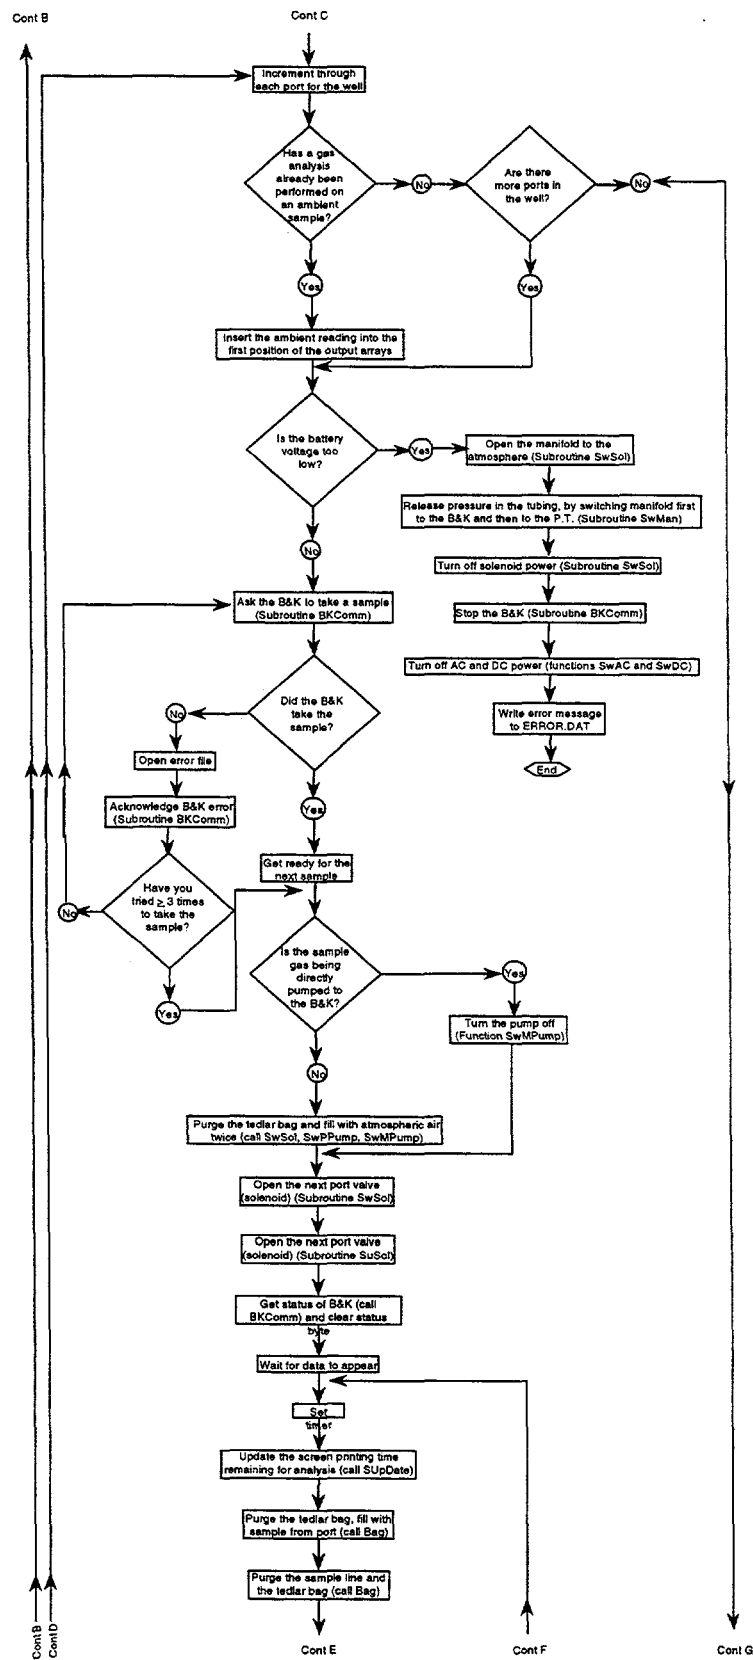 Cont B
Cont C
Increment through
each port for the well
Has a gas
analysis
already been
performed on
an ambient
sample?
No
Are there
more ports in
the well?
No
Yes
Yes
Insert the ambient reading into the
first position of the output arrays
Is the battery
voltage too
low?
Yes
Open the manifold to the
atmosphere (Subroutine SwSol)
Release pressure in the tubing, by switching manifold first
to the B&K and then to the P.T. (Subroutine SwMan)
No
Turn off solenoid power (Subroutine SwSol)
Ask the B&K to take a sample
(Subroutine BKComm)
Stop the B&K (Subroutine BKComm)
Turn off AC and DC power (functions SwAC and SwDC)
Did the B&K
take the
sample?
No
Write error message
to ERROR.DAT
Open error file
End
Acknowledge B&K error
(Subroutine BKComm)
Yes
Get ready for the
next sample
Have you
tried ≥ 3 times
to take the
sample?
No
Is the sample
gas being
directly
pumped to
the B&K?
Yes
Yes
Turn the pump off
(Function SwMPump)
No
Purge the tedlar bag and fill with atmospheric air
twice (call SwSol, SwPPump, SwMPump)
Open the next port valve
(solenoid) (Subroutine SwSol)
Open the next port valve
(solenoid) (Subroutine SuSol)
Get status of B&K (call
BKComm) and clear status
byte
Wait for data to appear
Set
timer
Update the screen printing time
remaining for analysis (call SUpDate)
Purge the tedlar bag, fill with
sample from port (call Bag)
Purge the sample line and
the tedlar bag (call Bag)
Cont B
Cont D
Cont E
Cont F
Cont G